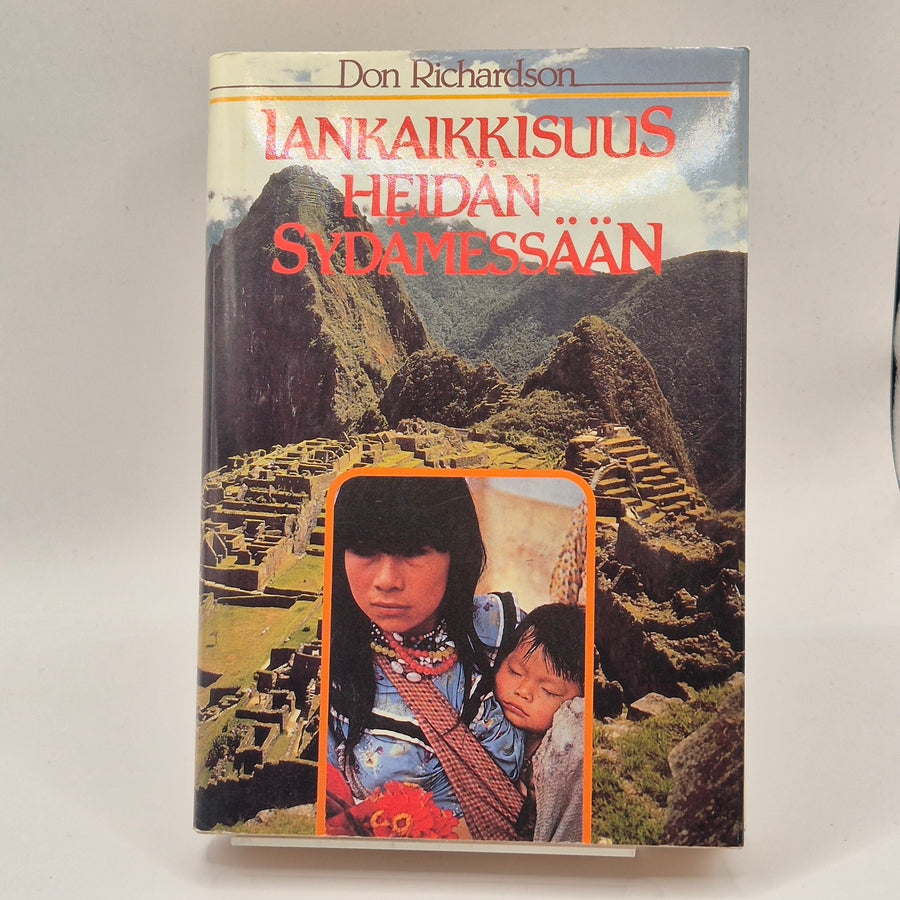 Don Richardson
IANKAIKKISUUS
HEIDÄN
SYDÄMESSÄÄN